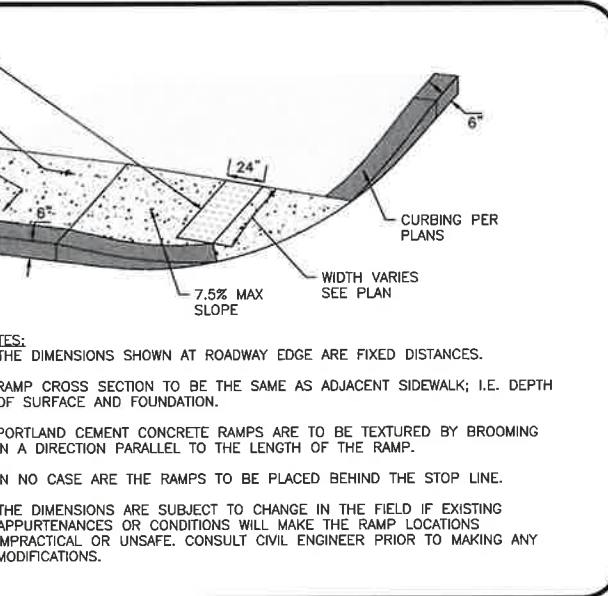 24"
6"
6"
CURBING PER
PLANS
WIDTH VARIES
SEE PLAN
7.5% MAX
SLOPE
TES:
THE DIMENSIONS SHOWN AT ROADWAY EDGE ARE FIXED DISTANCES.
RAMP CROSS SECTION TO BE THE SAME AS ADJACENT SIDEWALK; I.E. DEPTH
OF SURFACE AND FOUNDATION.
PORTLAND CEMENT CONCRETE RAMPS ARE TO BE TEXTURED BY BROOMING
N A DIRECTION PARALLEL TO THE LENGTH OF THE RAMP.
N NO CASE ARE THE RAMPS TO BE PLACED BEHIND THE STOP LINE.
THE DIMENSIONS ARE SUBJECT TO CHANGE IN THE FIELD IF EXISTING
APPURTENANCES OR CONDITIONS WILL MAKE THE RAMP LOCATIONS
MPRACTICAL OR UNSAFE. CONSULT CIVIL ENGINEER PRIOR TO MAKING ANY
MODIFICATIONS.